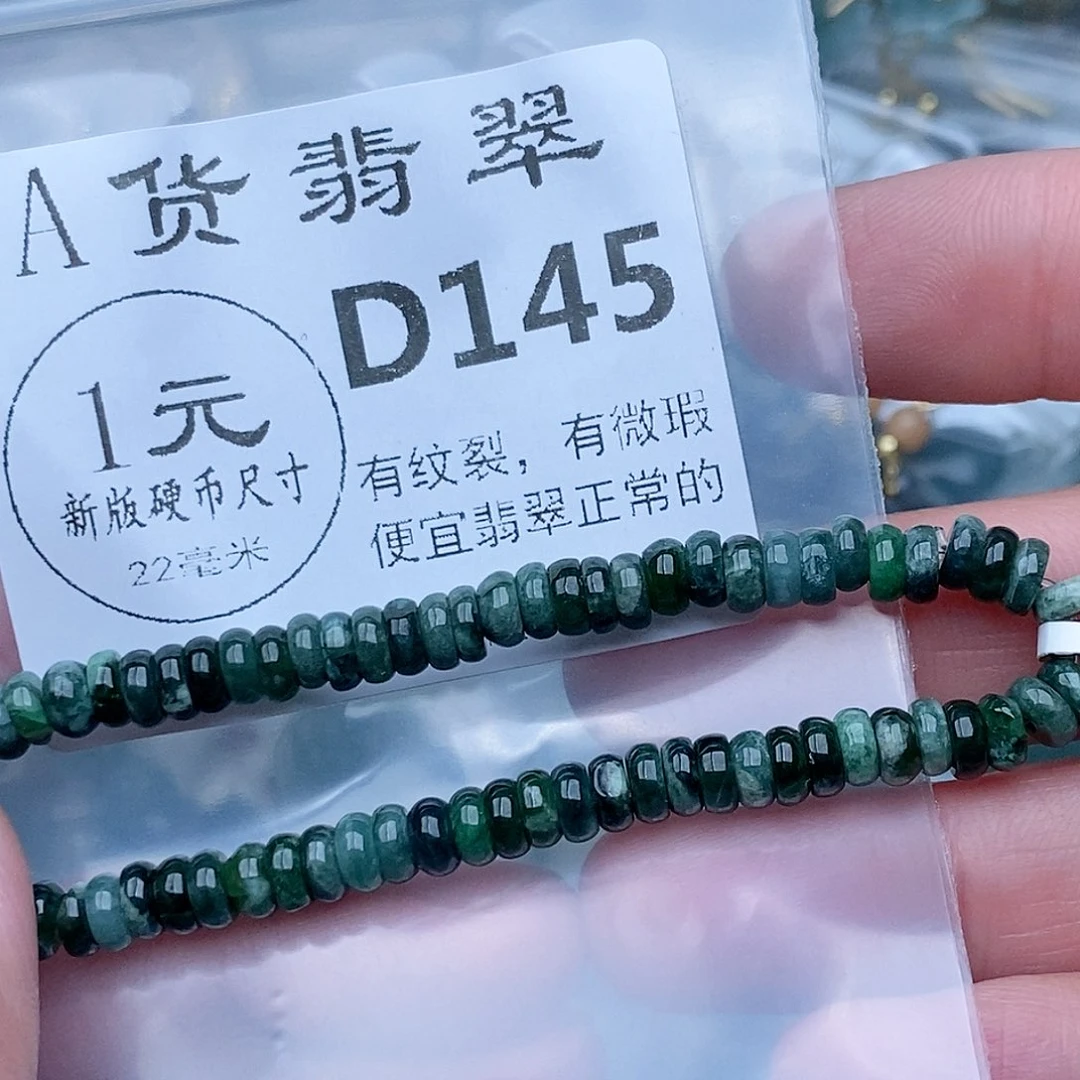 A货翡翠
D145
1元
新版硬币尺寸
22毫米
有纹裂，有微瑕
便宜翡翠正常的